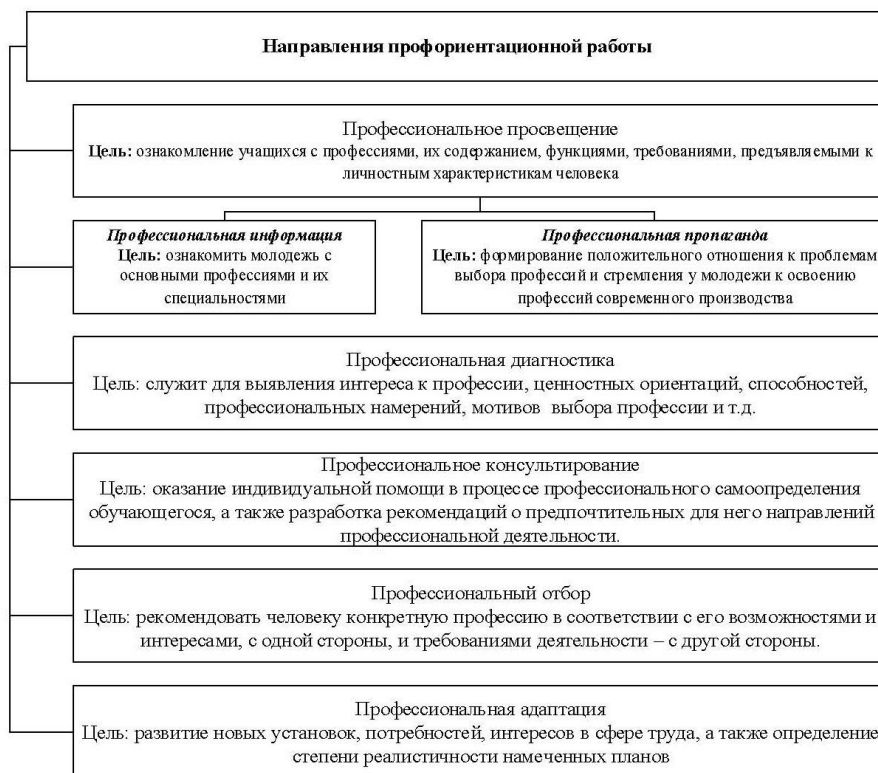 Направления профориентационной работы
Профессиональное просвещение
Цель: ознакомление учащихся с профессиями, их содержанием, функциями, требованиями, предъявляемыми к
личностным характеристикам человека
Профессиональная информация
Цель: ознакомить молодежь с
основными профессиями и их
специальностями
Профессиональная пропаганда
Цель: формирование положительного отношения к проблемам
выбора профессий и стремления у молодежи к освоению
профессий современного производства
Профессиональная диагностика
Цель: служит для выявления интереса к профессии, ценностных ориентаций, способностей,
профессиональных намерений, мотивов выбора профессии и т.д.
Профессиональное консультирование
Цель: оказание индивидуальной помощи в процессе профессионального самоопределения
обучающегося, а также разработка рекомендаций о предпочтительных для него направлений
профессиональной деятельности.
Профессиональный отбор
Цель: рекомендовать человеку конкретную профессию в соответствии с его возможностями и
интересами, с одной стороны, и требованиями деятельности – с другой стороны.
Профессиональная адаптация
Цель: развитие новых установок, потребностей, интересов в сфере труда, а также определение
степени реалистичности намеченных планов